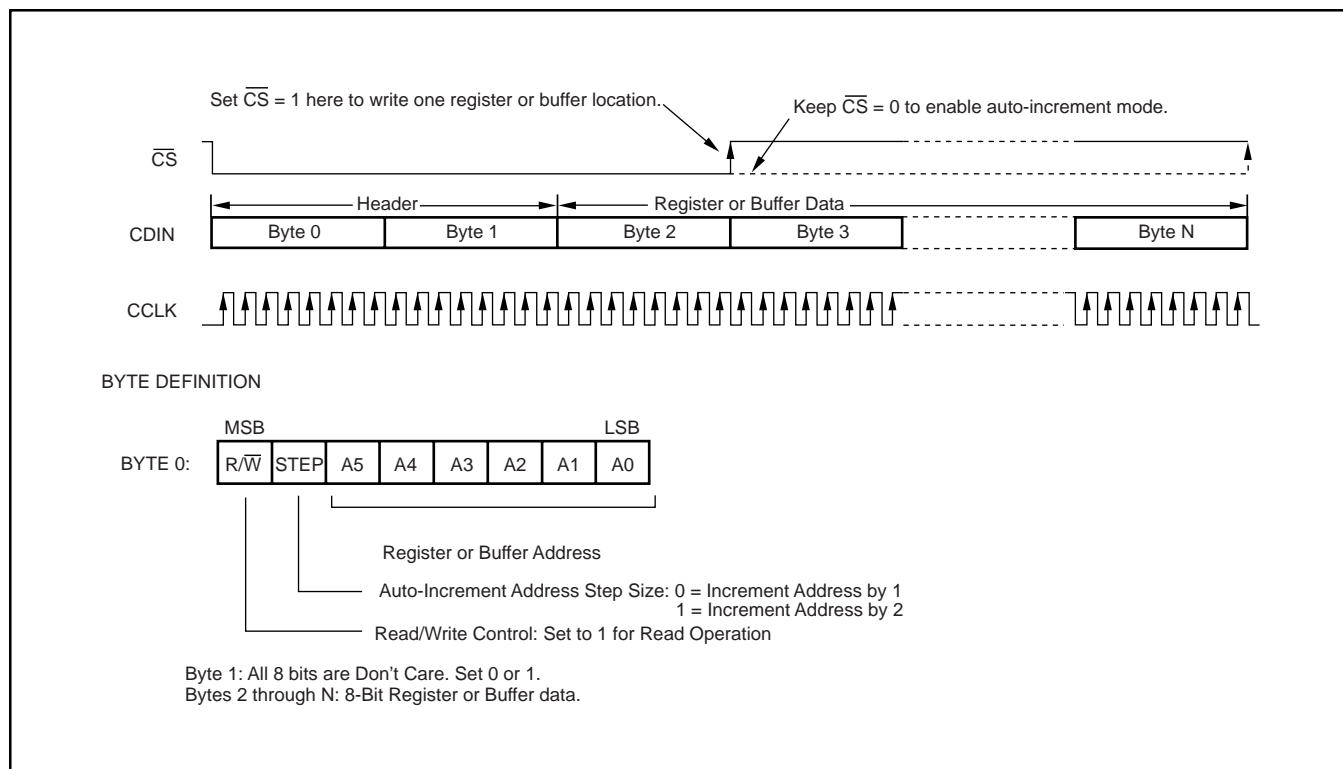 Set C̅S̅ = 1 here to write one register or buffer location.
Keep C̅S̅ = 0 to enable auto-increment mode.
C̅S̅
Header
Register or Buffer Data
CDIN
Byte 0
Byte 1
Byte 2
Byte 3
Byte N
CCLK
BYTE DEFINITION
MSB
LSB
BYTE 0:
R/W̅
STEP
A5
A4
A3
A2
A1
A0
Register or Buffer Address
Auto-Increment Address Step Size: 0 = Increment Address by 1
1 = Increment Address by 2
Read/Write Control: Set to 1 for Read Operation
Byte 1: All 8 bits are Don’t Care. Set 0 or 1.
Bytes 2 through N: 8-Bit Register or Buffer data.